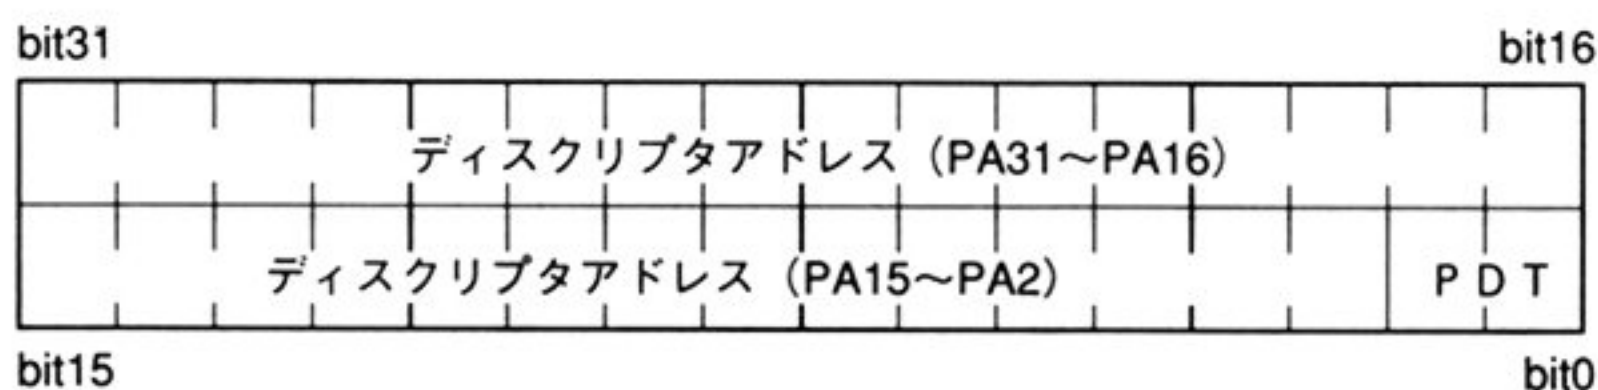 bit31 bit16
ディスクリプタアドレス（PA31～PA16）
ディスクリプタアドレス（PA15～PA2） PDT
bit15 bit0